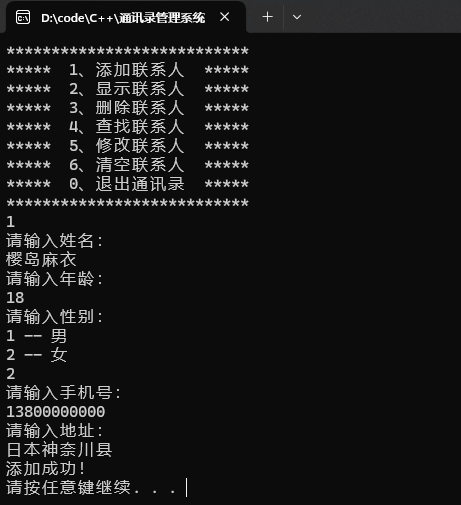 D:\code\C++\通讯录管理系统
***************************
*****  1、添加联系人  *****
*****  2、显示联系人  *****
*****  3、删除联系人  *****
*****  4、查找联系人  *****
*****  5、修改联系人  *****
*****  6、清空联系人  *****
*****  0、退出通讯录  *****
***************************
1
请输入姓名:
樱岛麻衣
请输入年龄:
18
请输入性别:
1 -- 男
2 -- 女
2
请输入手机号:
13800000000
请输入地址:
日本神奈川县
添加成功!
请按任意键继续. . .